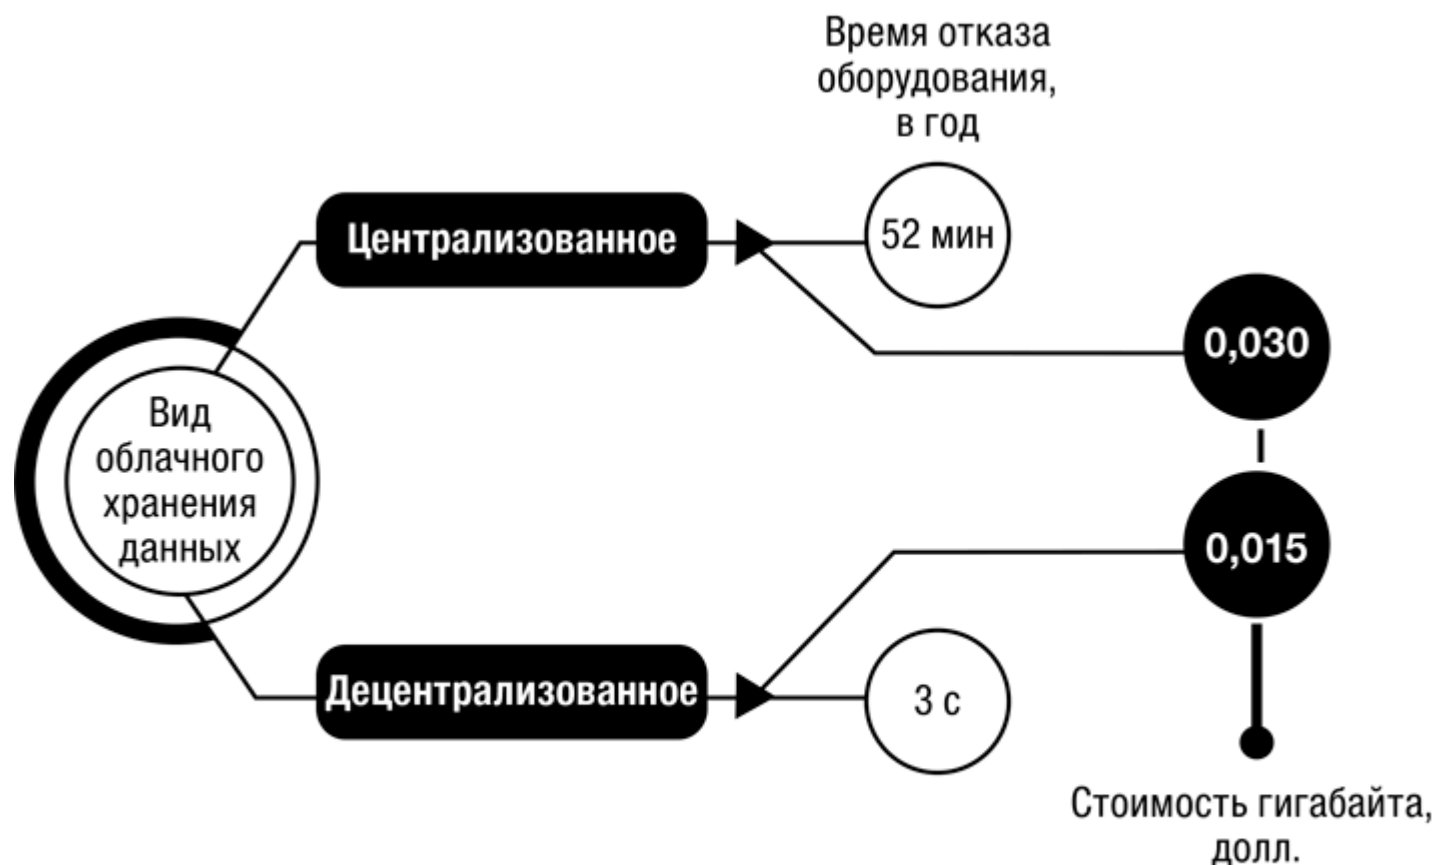 Время отказа
оборудования,
в год
Централизованное
52 мин
0,030
Вид
облачного
хранения
данных
0,015
Децентрализованное
3 с
Стоимость гигабайта,
долл.